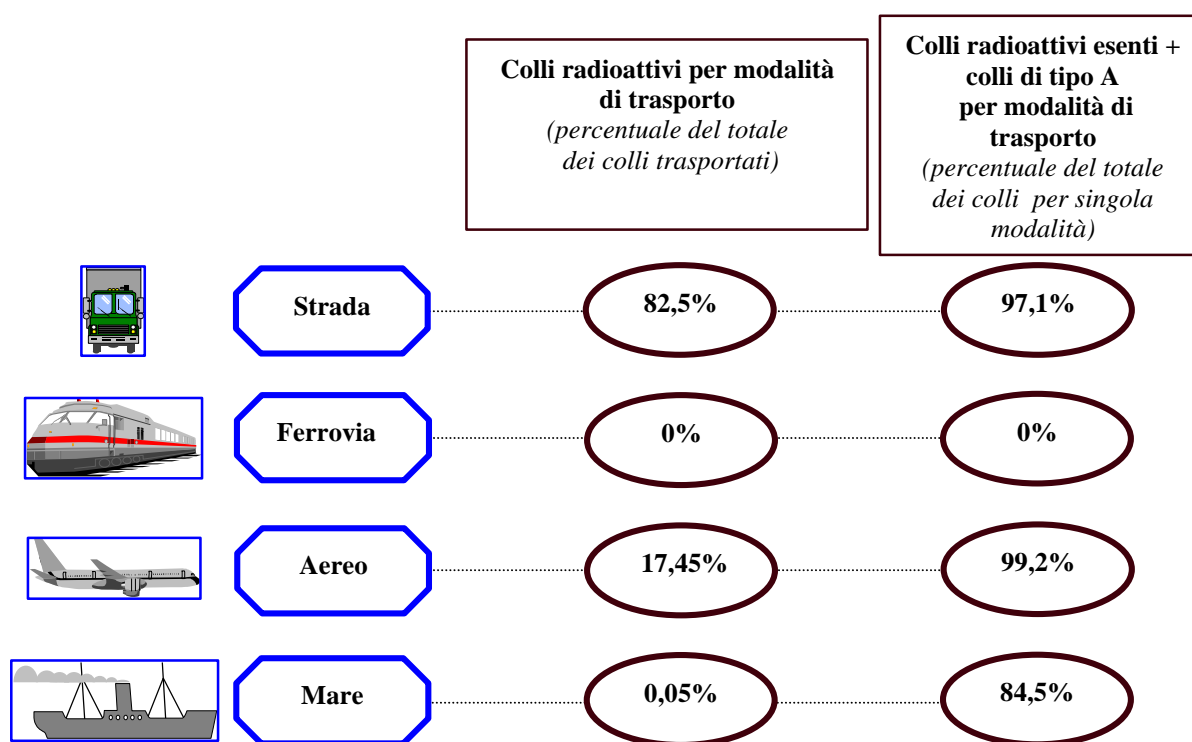 Colli radioattivi per modalità
di trasporto
(percentuale del totale
dei colli trasportati)
Colli radioattivi esenti +
colli di tipo A
per modalità di
trasporto
(percentuale del totale
dei colli per singola
modalità)
Strada
82,5%
97,1%
Ferrovia
0%
0%
Aereo
17,45%
99,2%
Mare
0,05%
84,5%